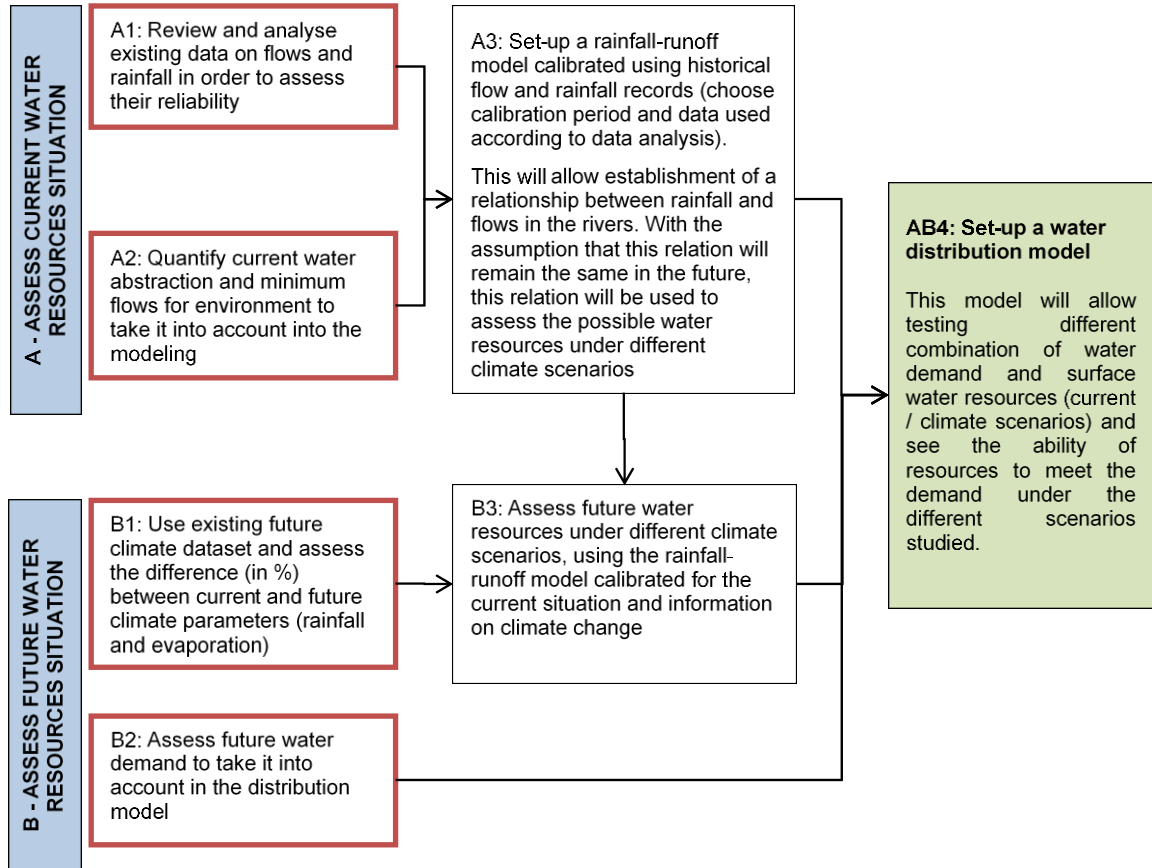 A - ASSESS CURRENT WATER
RESOURCES SITUATION
A1: Review and analyse
existing data on flows and
rainfall in order to assess
their reliability
A2: Quantify current water
abstraction and minimum
flows for environment to
take it into account into the
modeling
A3: Set-up a rainfall-runoff
model calibrated using historical
flow and rainfall records (choose
calibration period and data used
according to data analysis).
This will allow establishment of a
relationship between rainfall and
flows in the rivers. With the
assumption that this relation will
remain the same in the future,
this relation will be used to
assess the possible water
resources under different
climate scenarios
B - ASSESS FUTURE WATER
RESOURCES SITUATION
B1: Use existing future
climate dataset and assess
the difference (in %)
between current and future
climate parameters (rainfall
and evaporation)
B2: Assess future water
demand to take it into
account in the distribution
model
B3: Assess future water
resources under different climate
scenarios, using the rainfall-
runoff model calibrated for the
current situation and information
on climate change
AB4: Set-up a water
distribution model
This model will allow
testing different
combination of water
demand and surface
water resources (current
/ climate scenarios) and
see the ability of
resources to meet the
demand under the
different scenarios
studied.